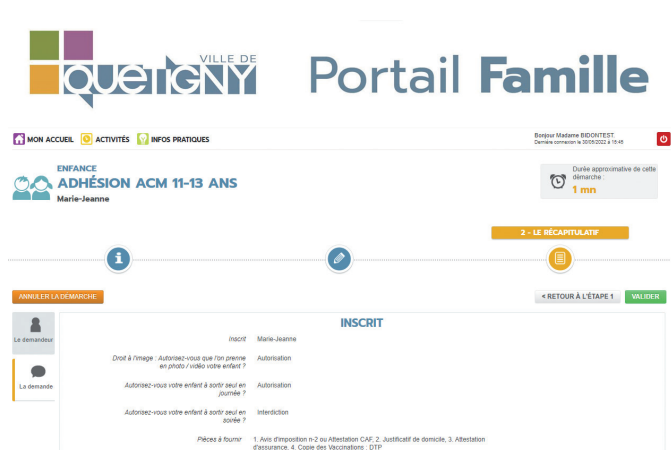 VILLE DE
QUETIGNY
Portail Famille
MON ACCUEIL ACTIVITÉS INFOS PRATIQUES
Bonjour Madame BIDONTEST.
Dernière connexion le 30/05/2022 à 15:45
ENFANCE
ADHÉSION ACM 11-13 ANS
Marie-Jeanne
Durée approximative de cette
démarche :
1 mn
2 - LE RÉCAPITULATIF
ANNULER LA DÉMARCHE
< RETOUR À L'ÉTAPE 1
VALIDER
Le demandeur
La demande
INSCRIT
Inscrit Marie-Jeanne
Droit à l'image : Autorisez-vous que l'on prenne Autorisation
en photo / vidéo votre enfant ?
Autorisez-vous votre enfant à sortir seul en Autorisation
journée ?
Autorisez-vous votre enfant à sortir seul en Interdiction
soirée ?
Pièces à fournir 1. Avis d'imposition n-2 ou Attestation CAF, 2. Justificatif de domicile, 3. Attestation
d'assurance, 4. Copie des Vaccinations : DTP